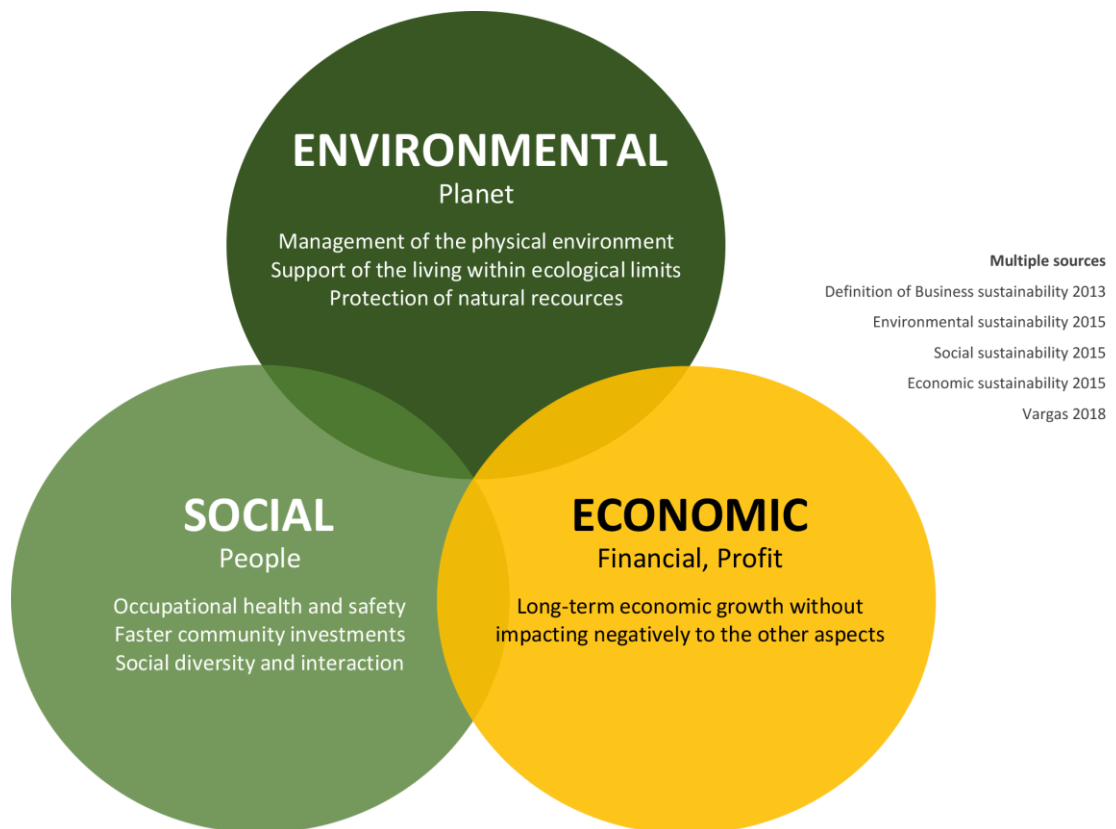 ENVIRONMENTAL
Planet
Management of the physical environment
Support of the living within ecological limits
Protection of natural recources
Multiple sources
Definition of Business sustainability 2013
Environmental sustainability 2015
Social sustainability 2015
Economic sustainability 2015
Vargas 2018
SOCIAL
People
Occupational health and safety
Faster community investments
Social diversity and interaction
ECONOMIC
Financial, Profit
Long-term economic growth without
impacting negatively to the other aspects